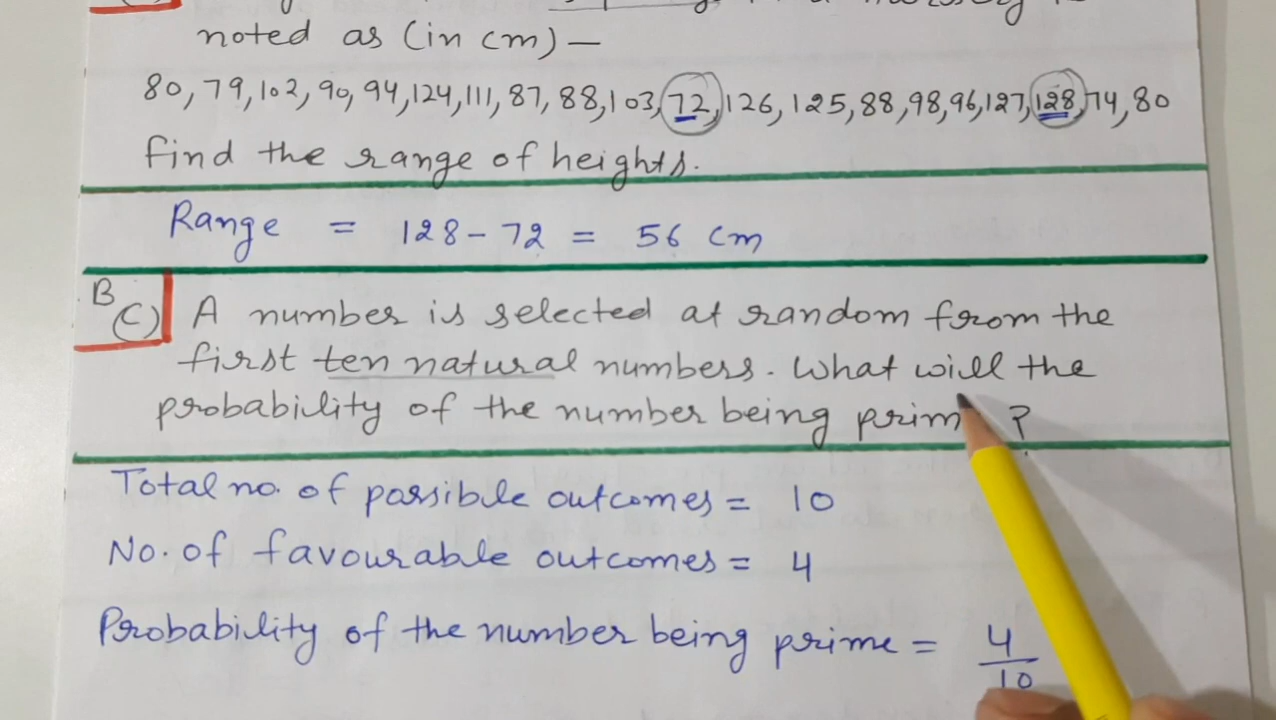 noted as (in cm) —
80, 79, 102, 90, 94, 124, 111, 87, 88, 103, 72, 126, 125, 88, 98, 96, 127, 128, 74, 80
find the range of heights.
Range = 128 - 72 = 56 cm
B (C) A number is selected at random from the
first ten natural numbers. What will the
probability of the number being prim ?
Total no. of possible outcomes = 10
No. of favourable outcomes = 4
Probability of the number being prime = 4
10